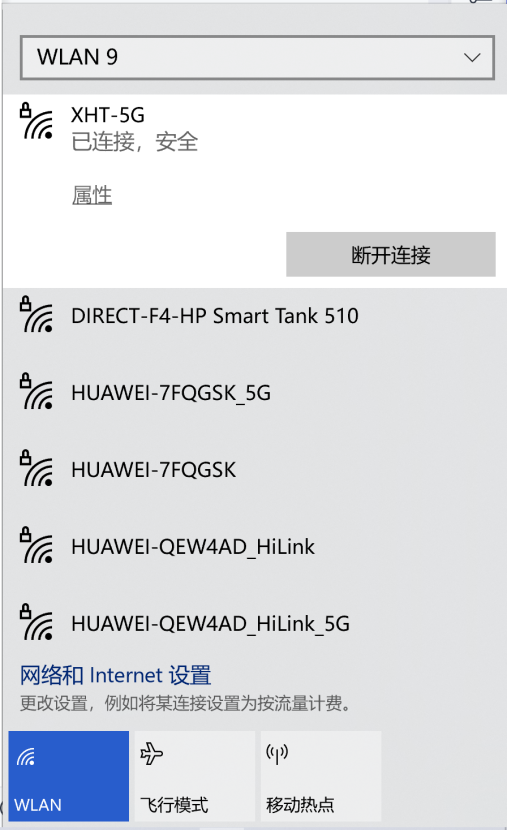 WLAN 9
XHT-5G
已连接，安全
属性
断开连接
DIRECT-F4-HP Smart Tank 510
HUAWEI-7FQGSK_5G
HUAWEI-7FQGSK
HUAWEI-QEW4AD_HiLink
HUAWEI-QEW4AD_HiLink_5G
网络和 Internet 设置
更改设置，例如将某连接设置为按流量计费。
WLAN
飞行模式
移动热点